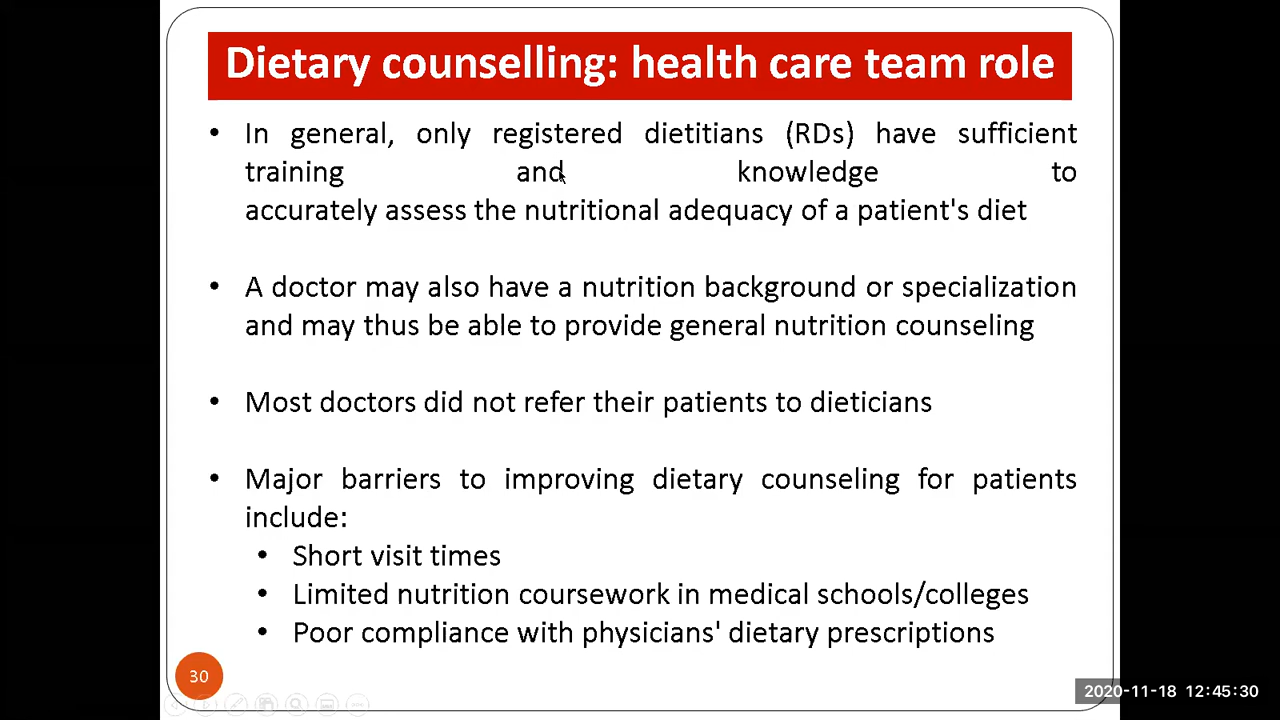 Dietary counselling: health care team role
• In general, only registered dietitians (RDs) have sufficient
training and knowledge to
accurately assess the nutritional adequacy of a patient's diet
• A doctor may also have a nutrition background or specialization
and may thus be able to provide general nutrition counseling
• Most doctors did not refer their patients to dieticians
• Major barriers to improving dietary counseling for patients
include:
• Short visit times
• Limited nutrition coursework in medical schools/colleges
• Poor compliance with physicians' dietary prescriptions
30
2020-11-18 12:45:30